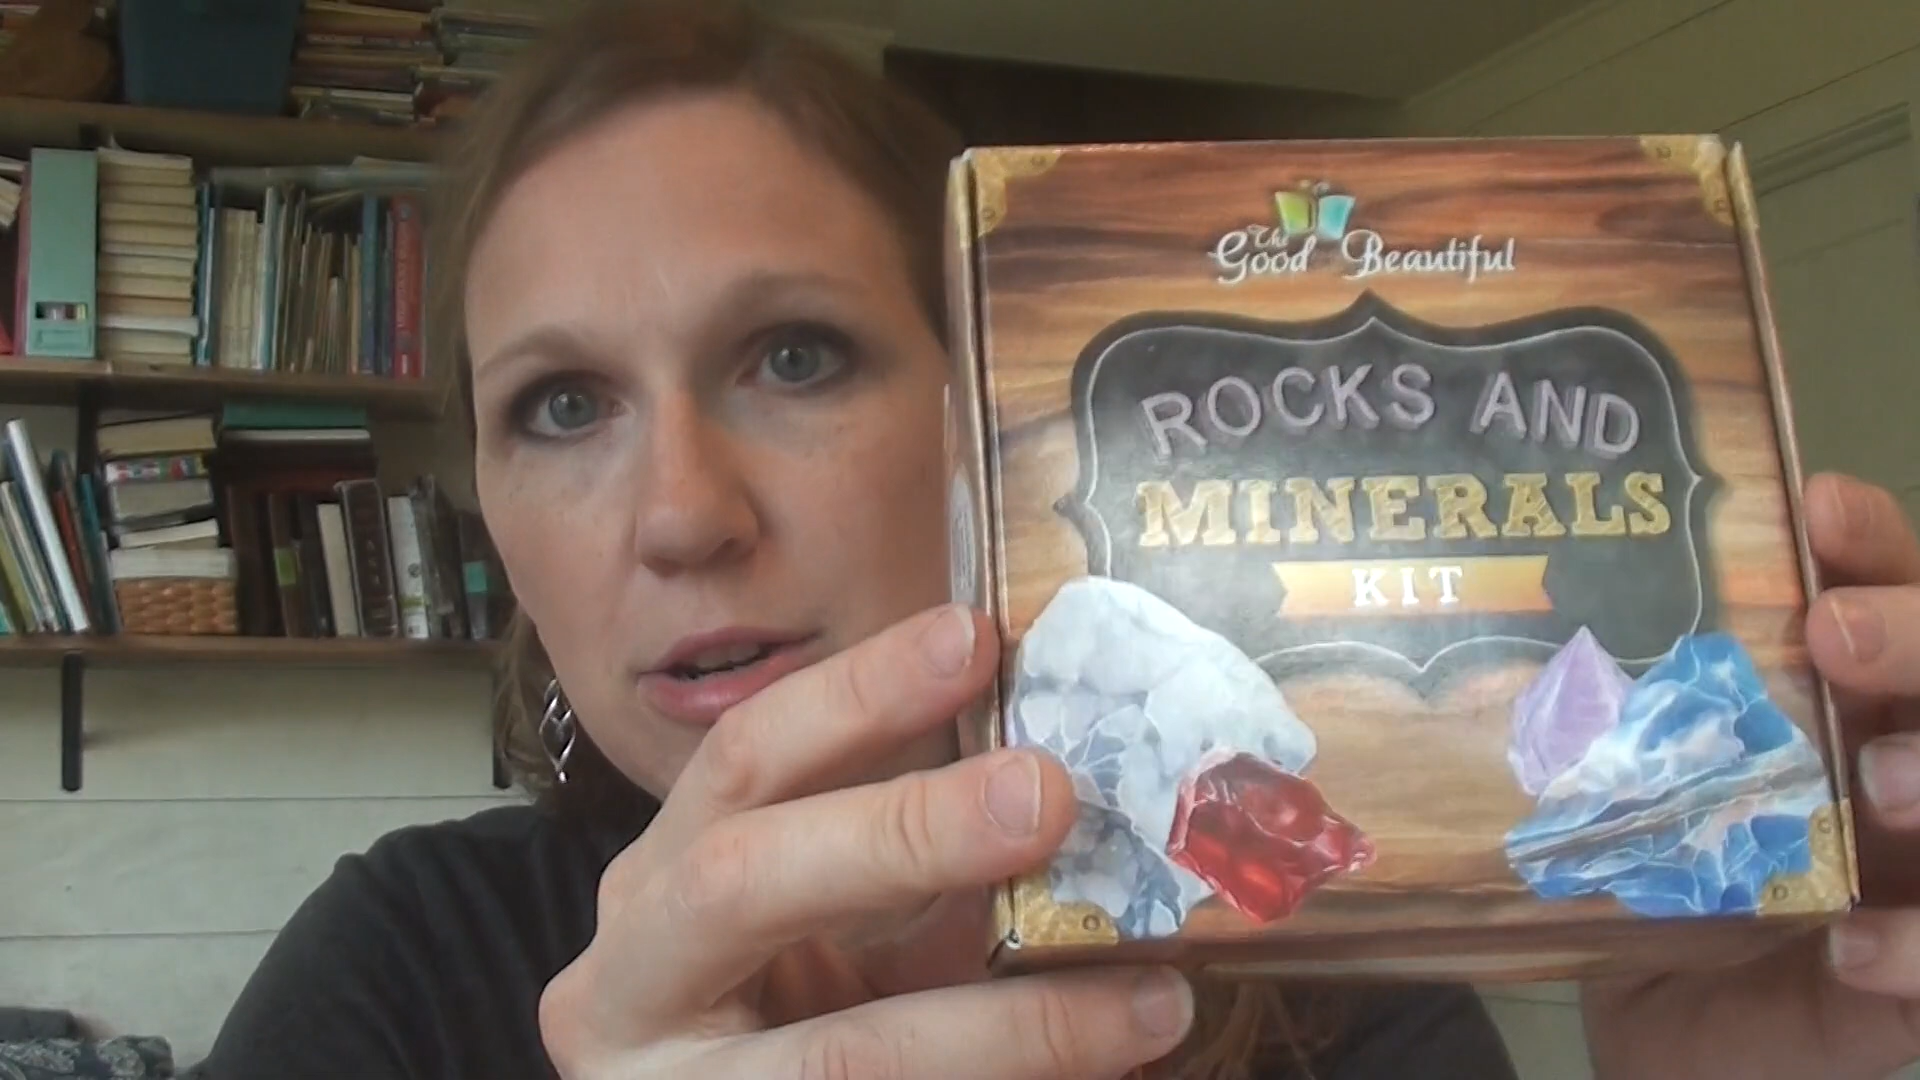 The
Good Beautiful
ROCKS AND
MINERALS
KIT